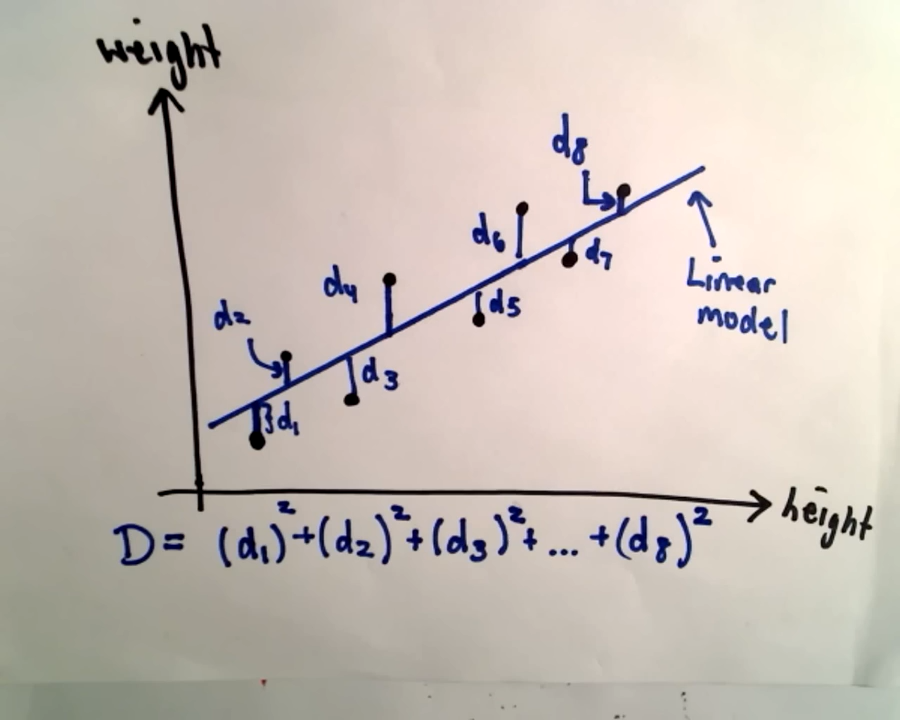 weight
d₈
d₆
d₇
d₄
Linear
model
d₂
d₅
d₃
d₁
height
D = (d₁)² + (d₂)² + (d₃)² + ... + (d₈)²